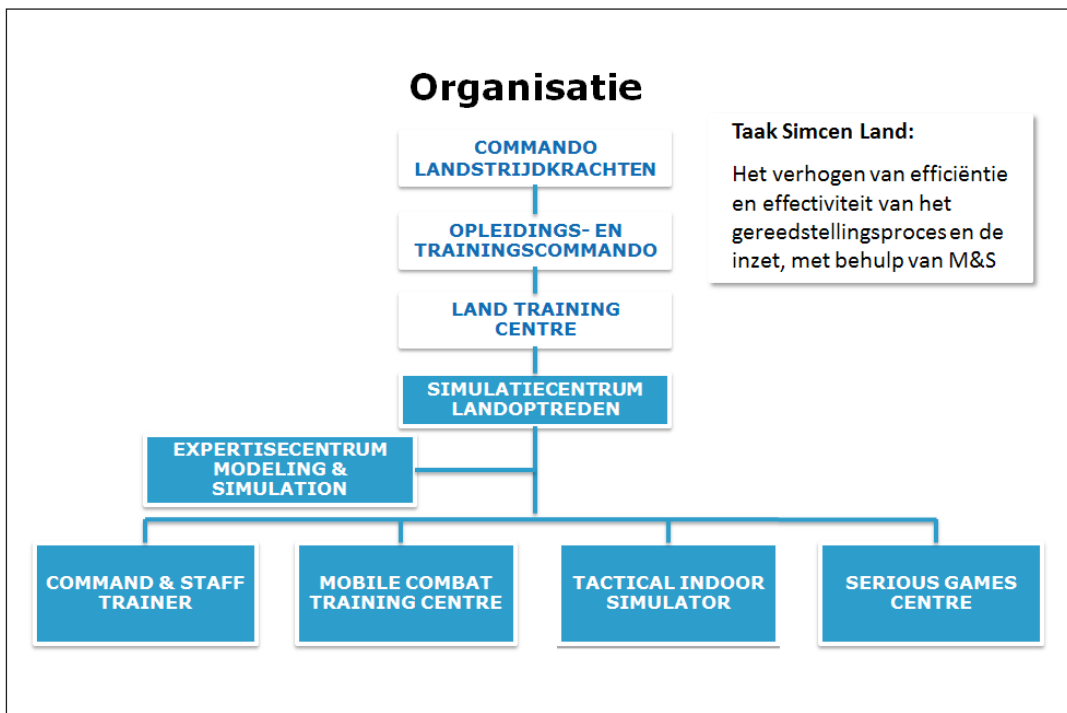 Organisatie
COMMANDO
LANDSTRIJDKRACHTEN
Taak Simcen Land:
Het verhogen van efficiëntie
en effectiviteit van het
gereedstellingsproces en de
inzet, met behulp van M&S
OPLEIDINGS- EN
TRAININGSCOMMANDO
LAND TRAINING
CENTRE
SIMULATIECENTRUM
LANDOPTREDEN
EXPERTISECENTRUM
MODELING &
SIMULATION
COMMAND & STAFF
TRAINER
MOBILE COMBAT
TRAINING CENTRE
TACTICAL INDOOR
SIMULATOR
SERIOUS GAMES
CENTRE